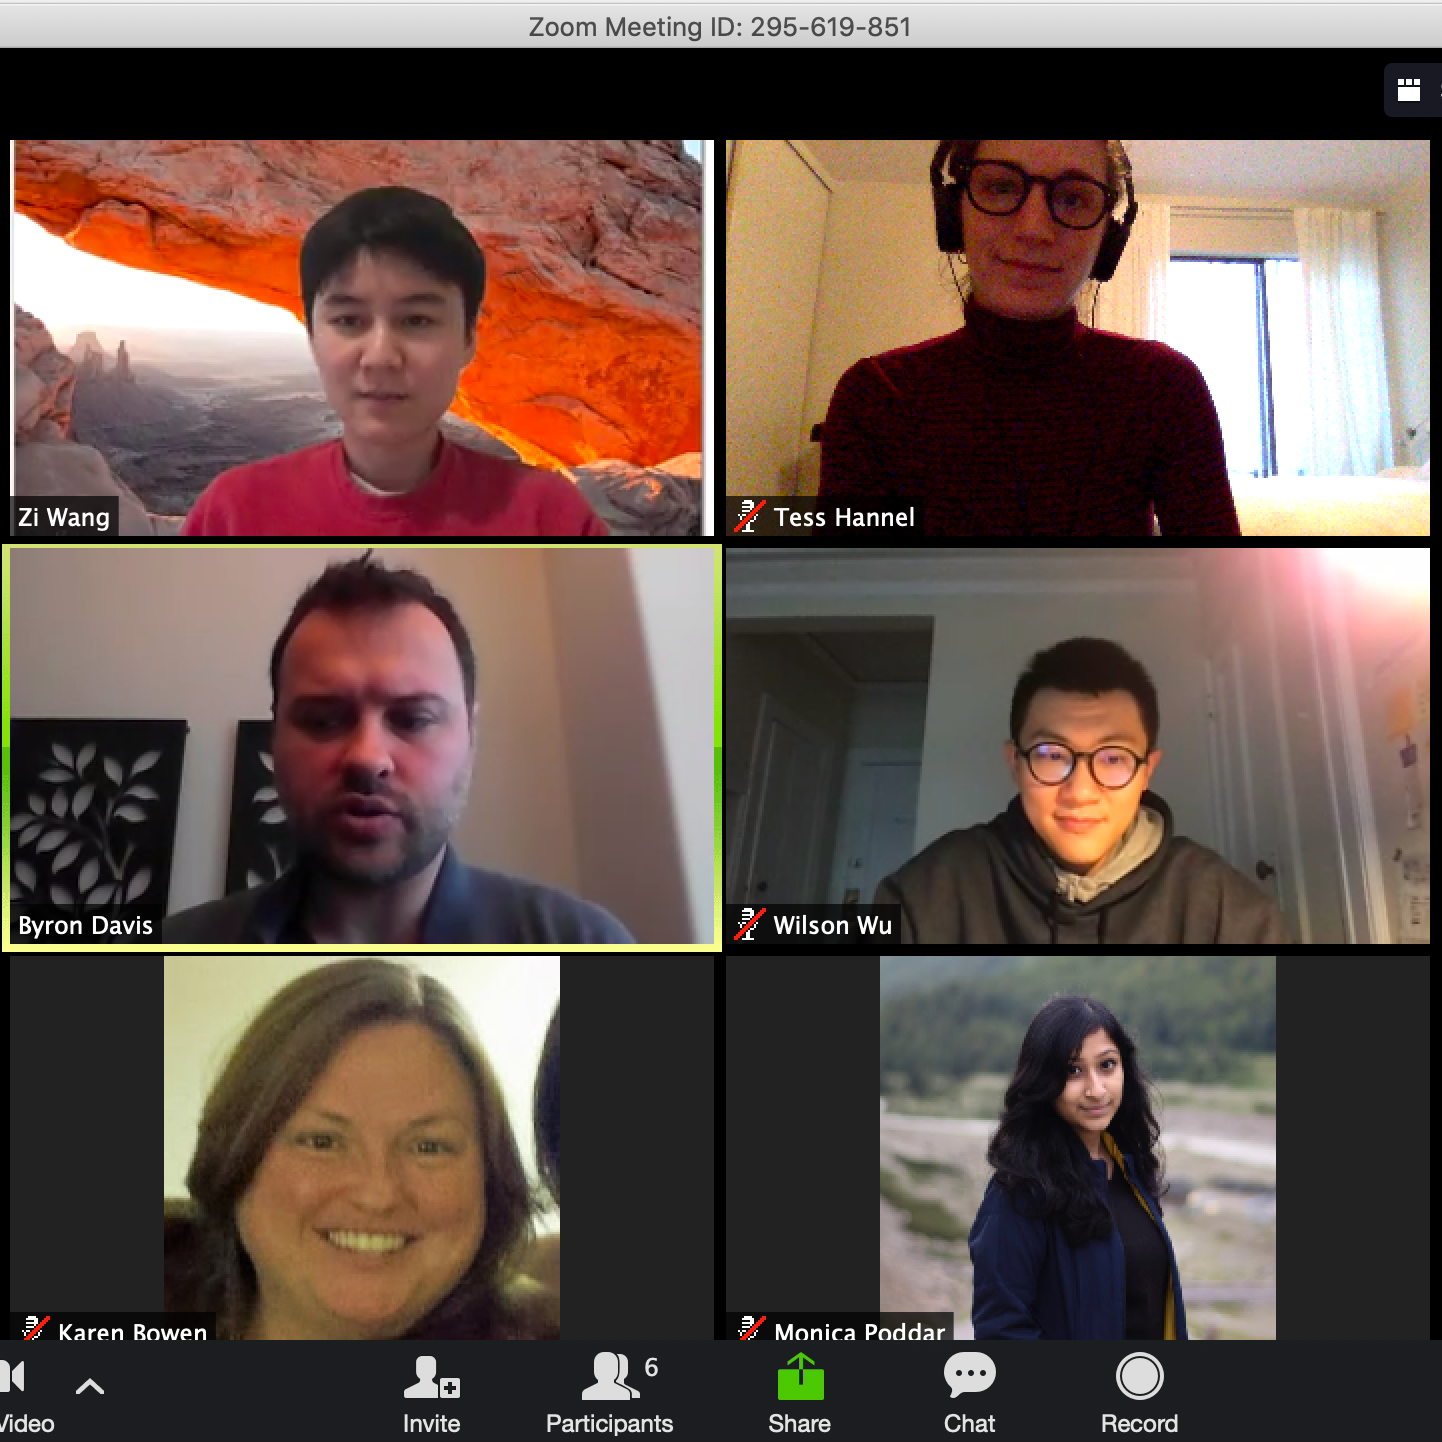 Zoom Meeting ID: 295-619-851
Zi Wang
Tess Hannel
Byron Davis
Wilson Wu
Karen Bowen
Monica Poddar
Video
Invite
6
Participants
Share
Chat
Record